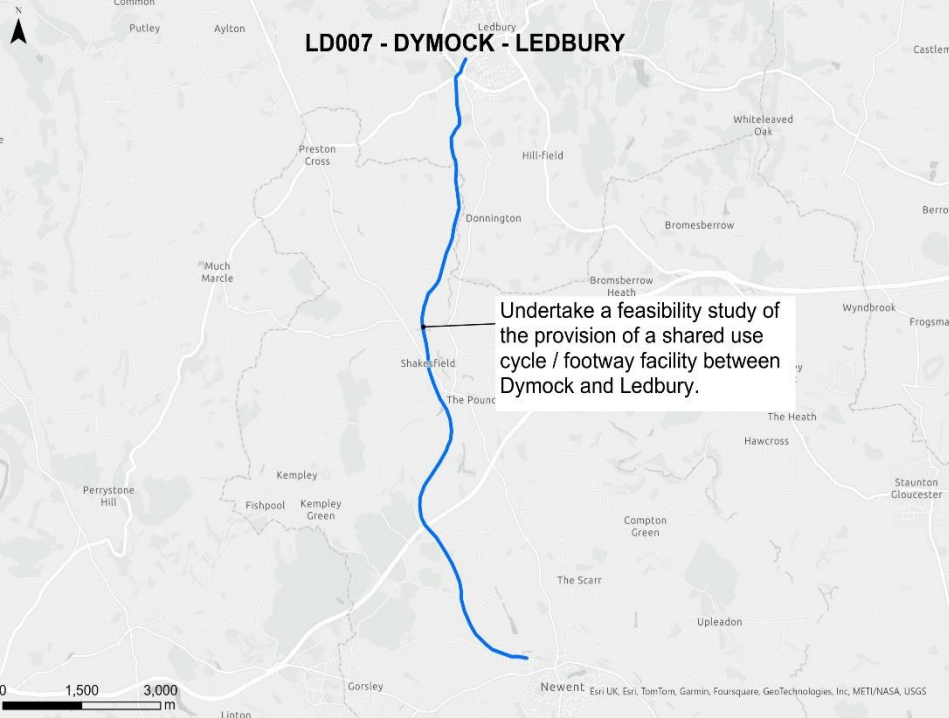 N
Common
Putley
Aylton
Ledbury
LD007 - DYMOCK - LEDBURY
Castlem
Whiteleaved
Oak
Preston
Cross
Hill-field
Donnington
Berro
Bromesberrow
Much
Marcle
Bromsberrow
Heath
Undertake a feasibility study of
the provision of a shared use
cycle / footway facility between
Dymock and Ledbury.
Wyndbrook
Frogsma
Shakesfield
ey
The Pound
The Heath
Hawcross
Kempley
Perrystone
Hill
Fishpool
Kempley
Green
Staunton
Gloucester
Compton
Green
The Scarr
Upleadon
0 1,500 3,000
m
Gorsley
Newent
Esri UK, Esri, TomTom, Garmin, Foursquare, GeoTechnologies, Inc, METI/NASA, USGS
Linton